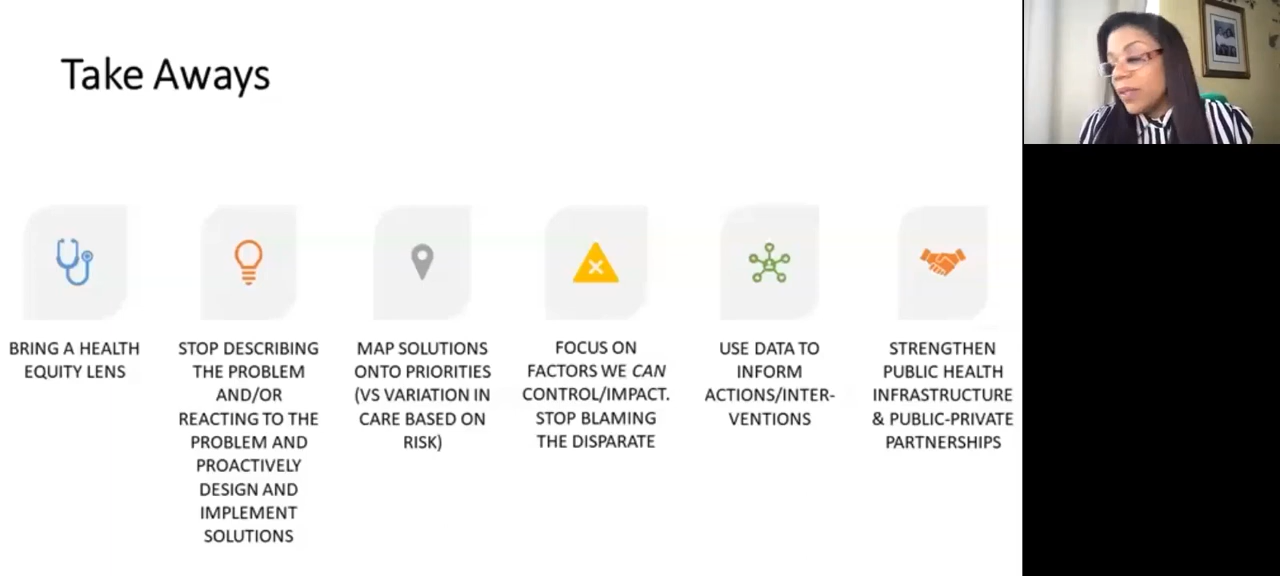 Take Aways
BRING A HEALTH
EQUITY LENS
STOP DESCRIBING
THE PROBLEM
AND/OR
REACTING TO THE
PROBLEM AND
PROACTIVELY
DESIGN AND
IMPLEMENT
SOLUTIONS
MAP SOLUTIONS
ONTO PRIORITIES
(VS VARIATION IN
CARE BASED ON
RISK)
FOCUS ON
FACTORS WE CAN
CONTROL/IMPACT.
STOP BLAMING
THE DISPARATE
USE DATA TO
INFORM
ACTIONS/INTER-
VENTIONS
STRENGTHEN
PUBLIC HEALTH
INFRASTRUCTURE
& PUBLIC-PRIVATE
PARTNERSHIPS